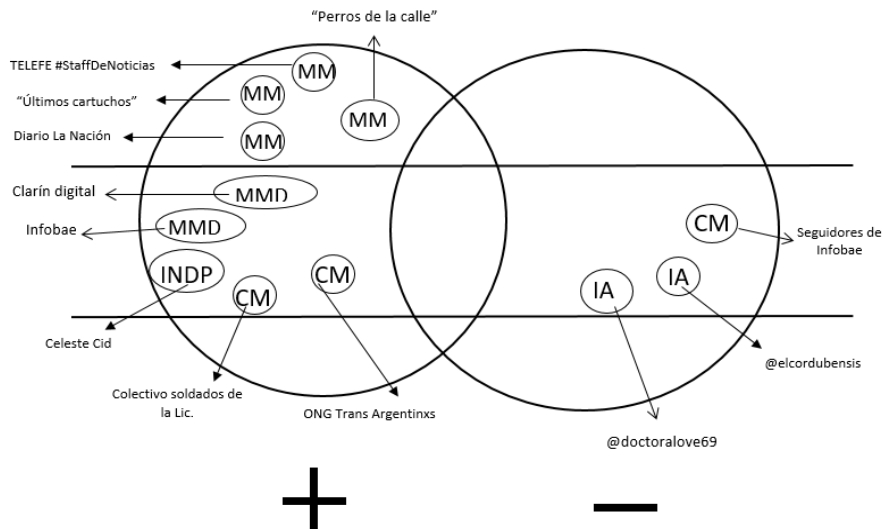 “Perros de la calle”
TELEFE #StaffDeNoticias
MM
“Últimos cartuchos”
MM
MM
Diario La Nación
MM
Clarín digital
MMD
Infobae
MMD
CM
Seguidores de
Infobae
INDP
CM
CM
IA
IA
Celeste Cid
@elcordubensis
Colectivo soldados de
la Lic.
ONG Trans Argentinxs
@doctoralove69
+
−